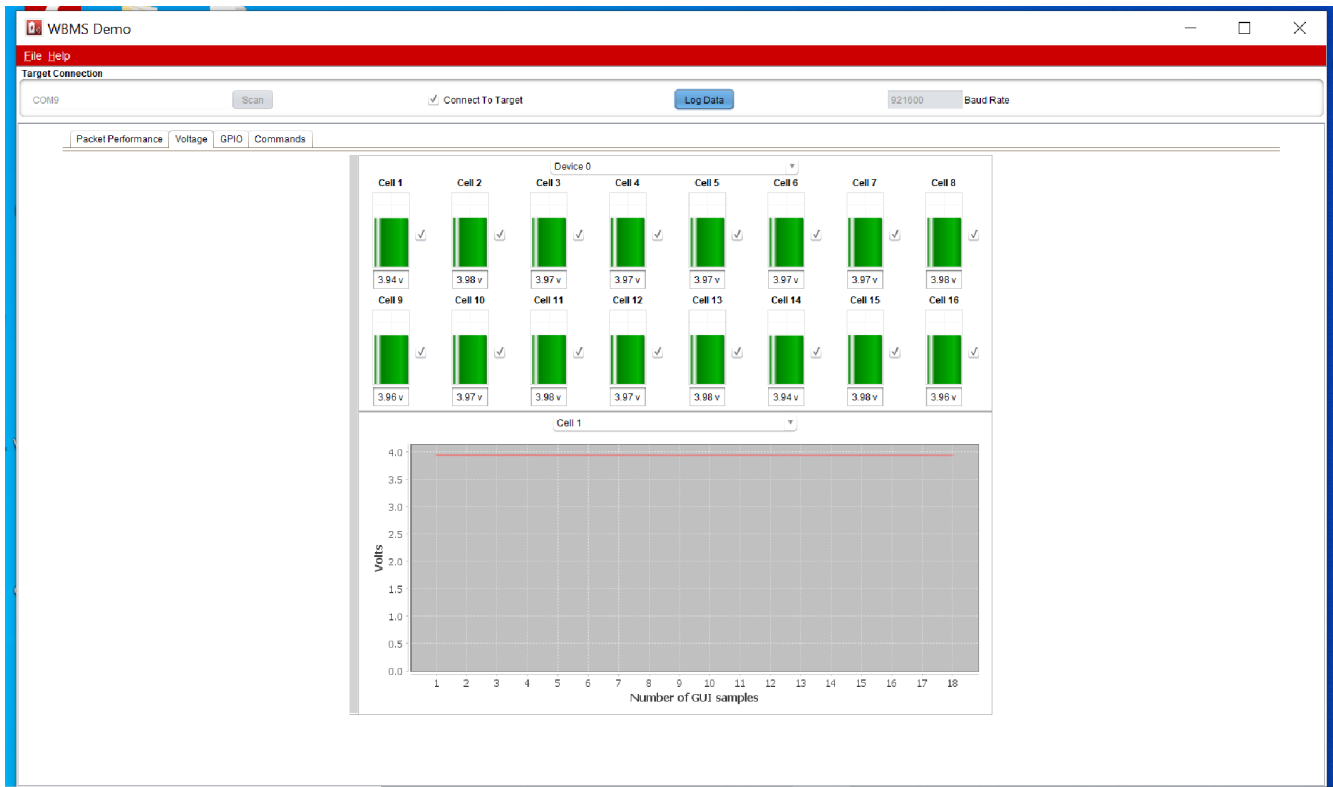 WBMS Demo
File Help
Target Connection
COM9 Scan Connect To Target Log Data 921600 Baud Rate
Packet Performance Voltage GPIO Commands
Device 0
Cell 1 Cell 2 Cell 3 Cell 4 Cell 5 Cell 6 Cell 7 Cell 8
3.94 v 3.98 v 3.97 v 3.97 v 3.97 v 3.97 v 3.97 v 3.98 v
Cell 9 Cell 10 Cell 11 Cell 12 Cell 13 Cell 14 Cell 15 Cell 16
3.96 v 3.97 v 3.98 v 3.97 v 3.98 v 3.94 v 3.98 v 3.96 v
Cell 1
4.0
3.5
3.0
2.5
2.0
1.5
1.0
0.5
0.0
Volts
1 2 3 4 5 6 7 8 9 10 11 12 13 14 15 16 17 18
Number of GUI samples